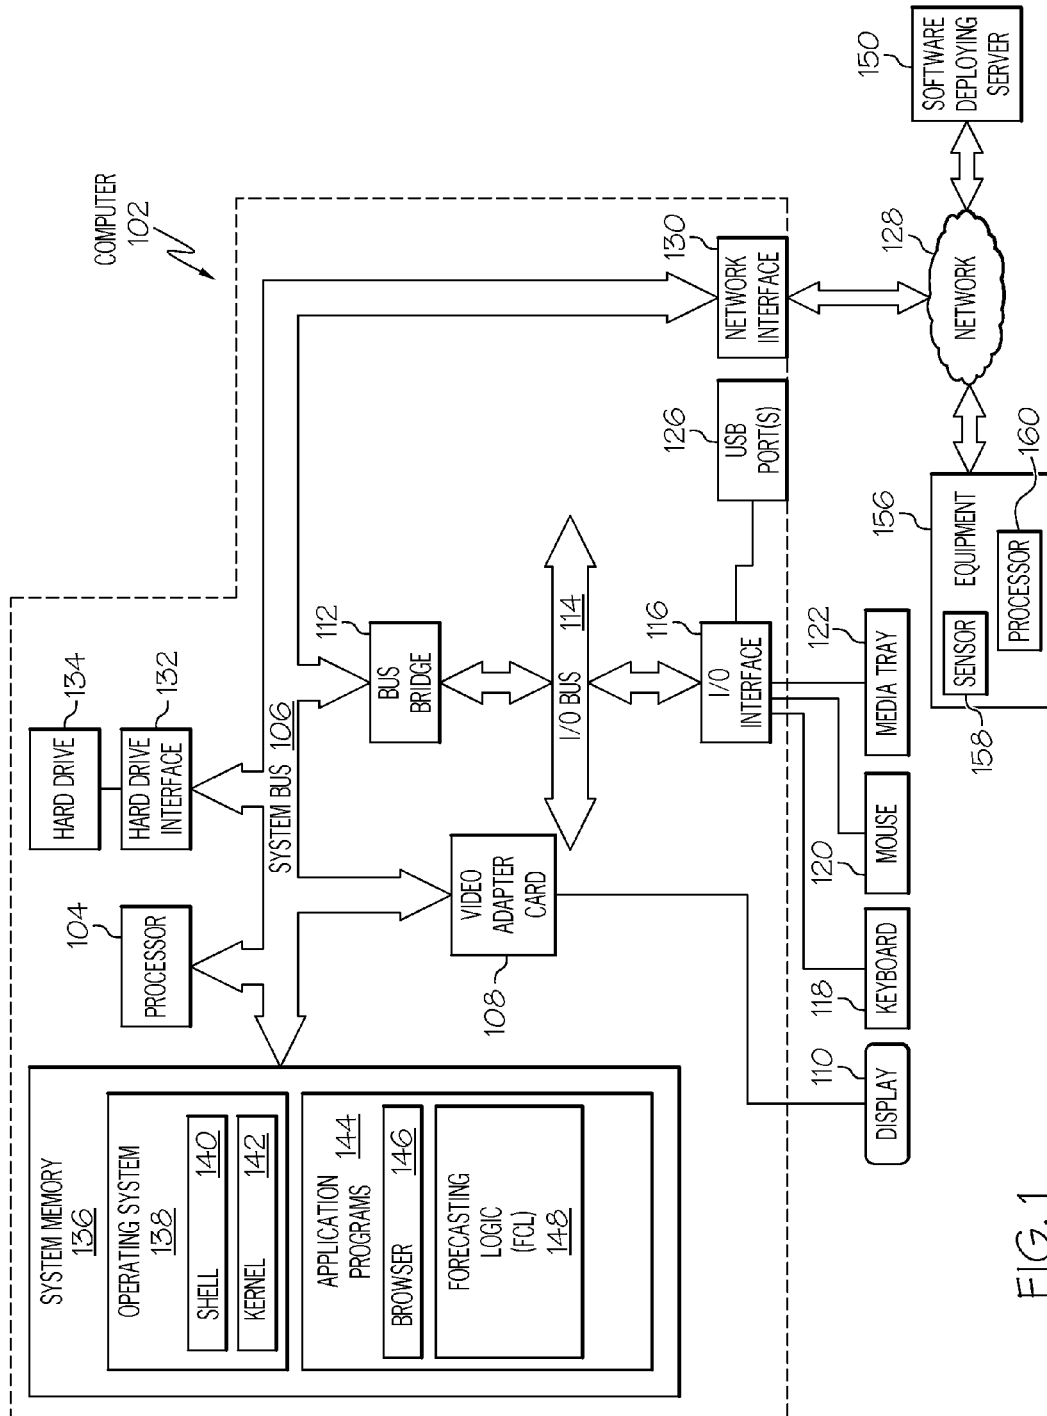 COMPUTER
102
SYSTEM MEMORY
136
OPERATING SYSTEM
138
SHELL 140
KERNEL 142
APPLICATION
PROGRAMS 144
BROWSER 146
FORECASTING
LOGIC
(FCL)
148
104
PROCESSOR
134
HARD DRIVE
132
HARD DRIVE
INTERFACE
SYSTEM BUS 106
VIDEO
ADAPTER
CARD
108
112
BUS
BRIDGE
I/O BUS 114
116
I/O
INTERFACE
126
USB
PORT(S)
130
NETWORK
INTERFACE
110
DISPLAY
118
KEYBOARD
120
MOUSE
122
MEDIA TRAY
128
NETWORK
150
SOFTWARE
DEPLOYING
SERVER
156
EQUIPMENT
SENSOR
158
PROCESSOR
160
FIG. 1